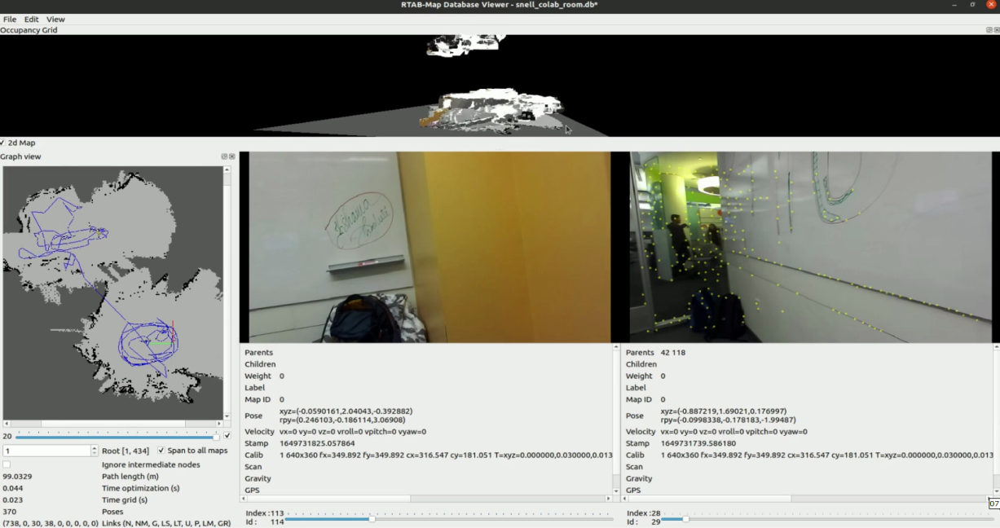 RTAB-Map Database Viewer - snell_colab_room.db*
File Edit View
Occupancy Grid
2d Map
Graph view
20
1 Root [1, 434] Span to all maps
Ignore intermediate nodes
99.0329 Path length (m)
0.044 Time optimization (s)
0.023 Time grid (s)
370 Poses
(738, 0, 30, 38, 0, 0, 0, 0, 0) Links (N, NM, G, LS, LT, U, P, LM, GR)
Parents
Children
Weight 0
Label
Map ID 0
Pose xyz=(-0.0590161,2.04043,-0.392882)
rpy=(0.246103,-0.186114,3.06908)
Velocity vx=0 vy=0 vz=0 vroll=0 vpitch=0 vyaw=0
Stamp 1649731825.057864
Calib 1 640x360 fx=349.892 fy=349.892 cx=316.547 cy=181.051 T=xyz=0.000000,0.030000,0.013
Scan
Gravity
GPS
Index :113
Id : 114
Parents 42 118
Children
Weight 0
Label
Map ID 0
Pose xyz=(-0.887219,1.69021,0.176997)
rpy=(-0.0998338,-0.178183,-1.99487)
Velocity vx=0 vy=0 vz=0 vroll=0 vpitch=0 vyaw=0
Stamp 1649731739.586180
Calib 1 640x360 fx=349.892 fy=349.892 cx=316.547 cy=181.051 T=xyz=0.000000,0.030000,0.013
Scan
Gravity
GPS
07
Index :28
Id : 29